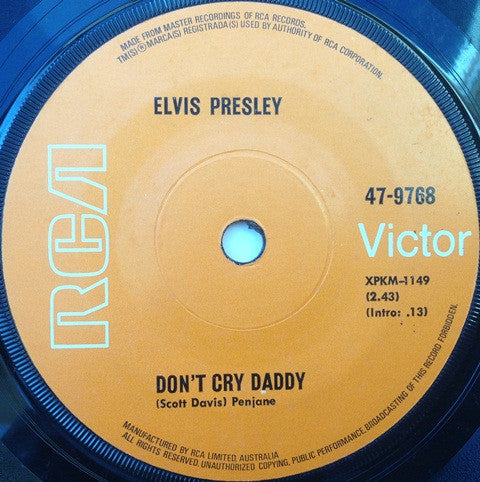 MADE FROM MASTER RECORDINGS OF RCA RECORDS.
TM(S) ® MARCA(S) REGISTRADA(S) USED BY AUTHORITY OF RCA CORPORATION.
ELVIS PRESLEY
RCA
47-9768
Victor
XPKM-1149
(2.43)
(Intro: .13)
DON'T CRY DADDY
(Scott Davis) Penjane
MANUFACTURED BY RCA LIMITED, AUSTRALIA
ALL RIGHTS RESERVED. UNAUTHORIZED COPYING, PUBLIC PERFORMANCE, BROADCASTING OF THIS RECORD FORBIDDEN.